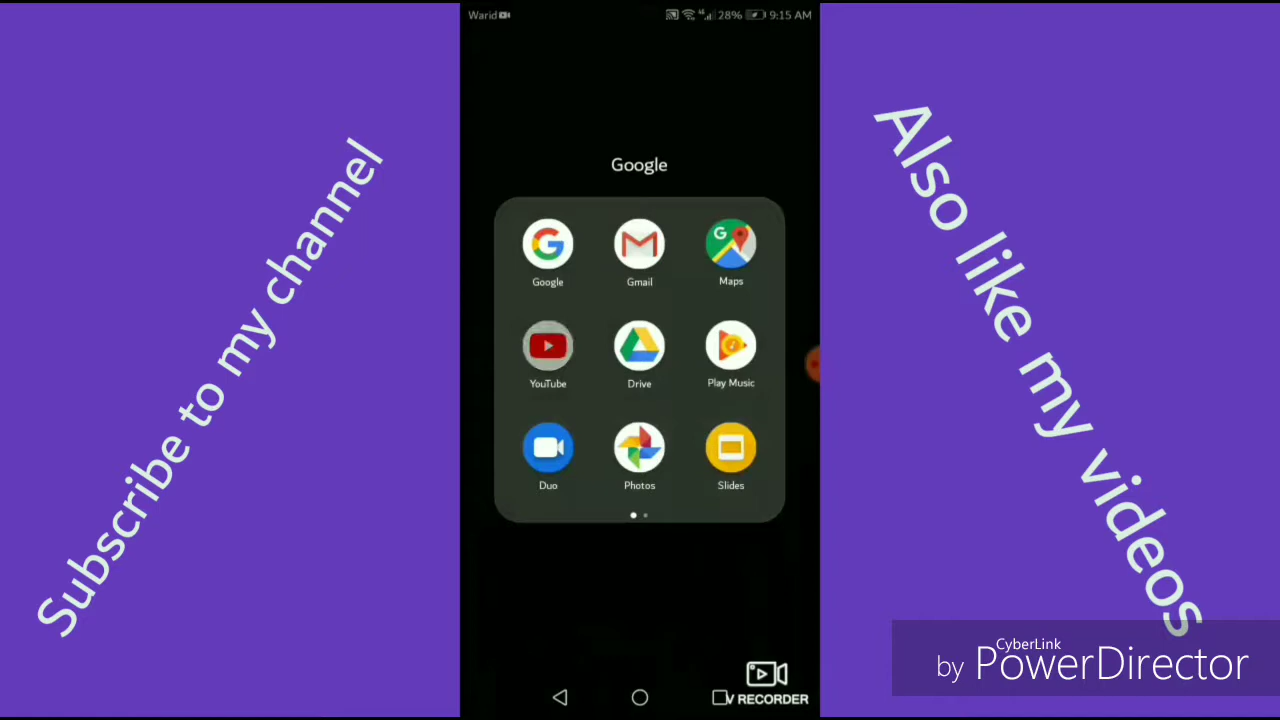 Warid 4G 28% 9:15 AM
Subscribe to my channel
Google
Google Gmail Maps
YouTube Drive Play Music
Duo Photos Slides
Also like my videos
V RECORDER
CyberLink
by PowerDirector